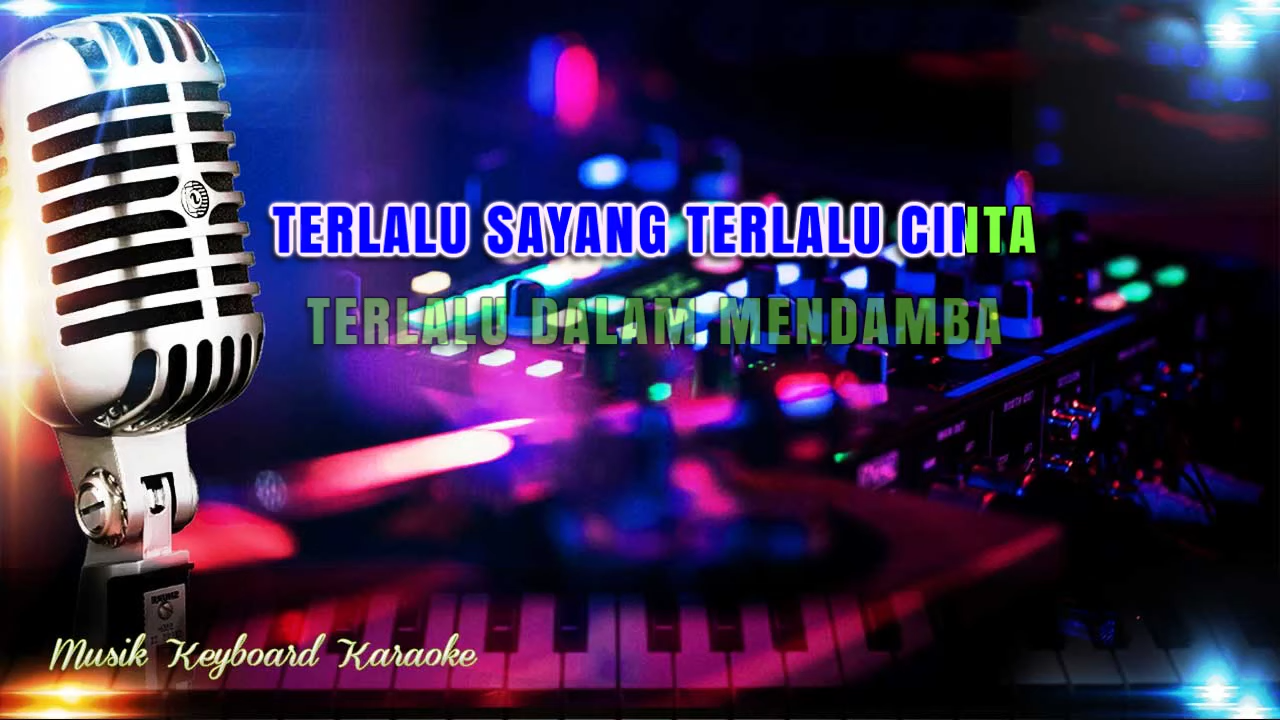 TERLALU SAYANG TERLALU CINTA
TERLALU DALAM MENDAMBA
Musik Keyboard Karaoke